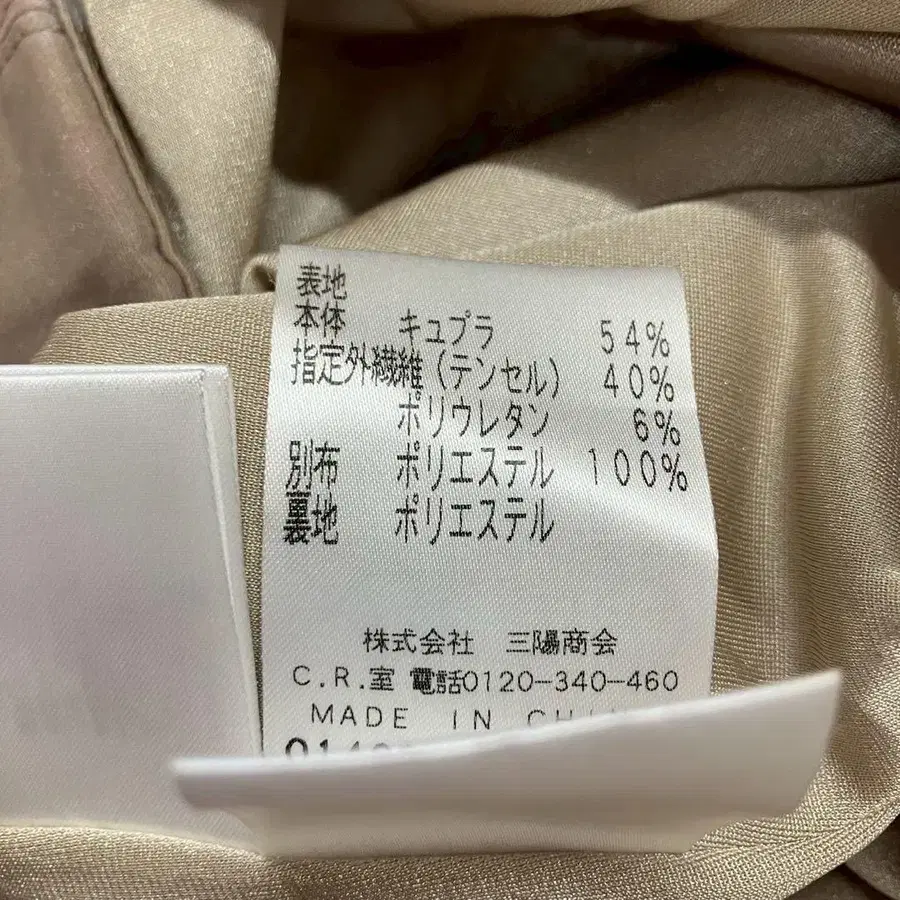 表地
本体 キュプラ 54%
指定外繊維(テンセル) 40%
ポリウレタン 6%
別布 ポリエステル 100%
裏地 ポリエステル
株式会社 三陽商会
C.R.室 電話0120-340-460
MADE IN